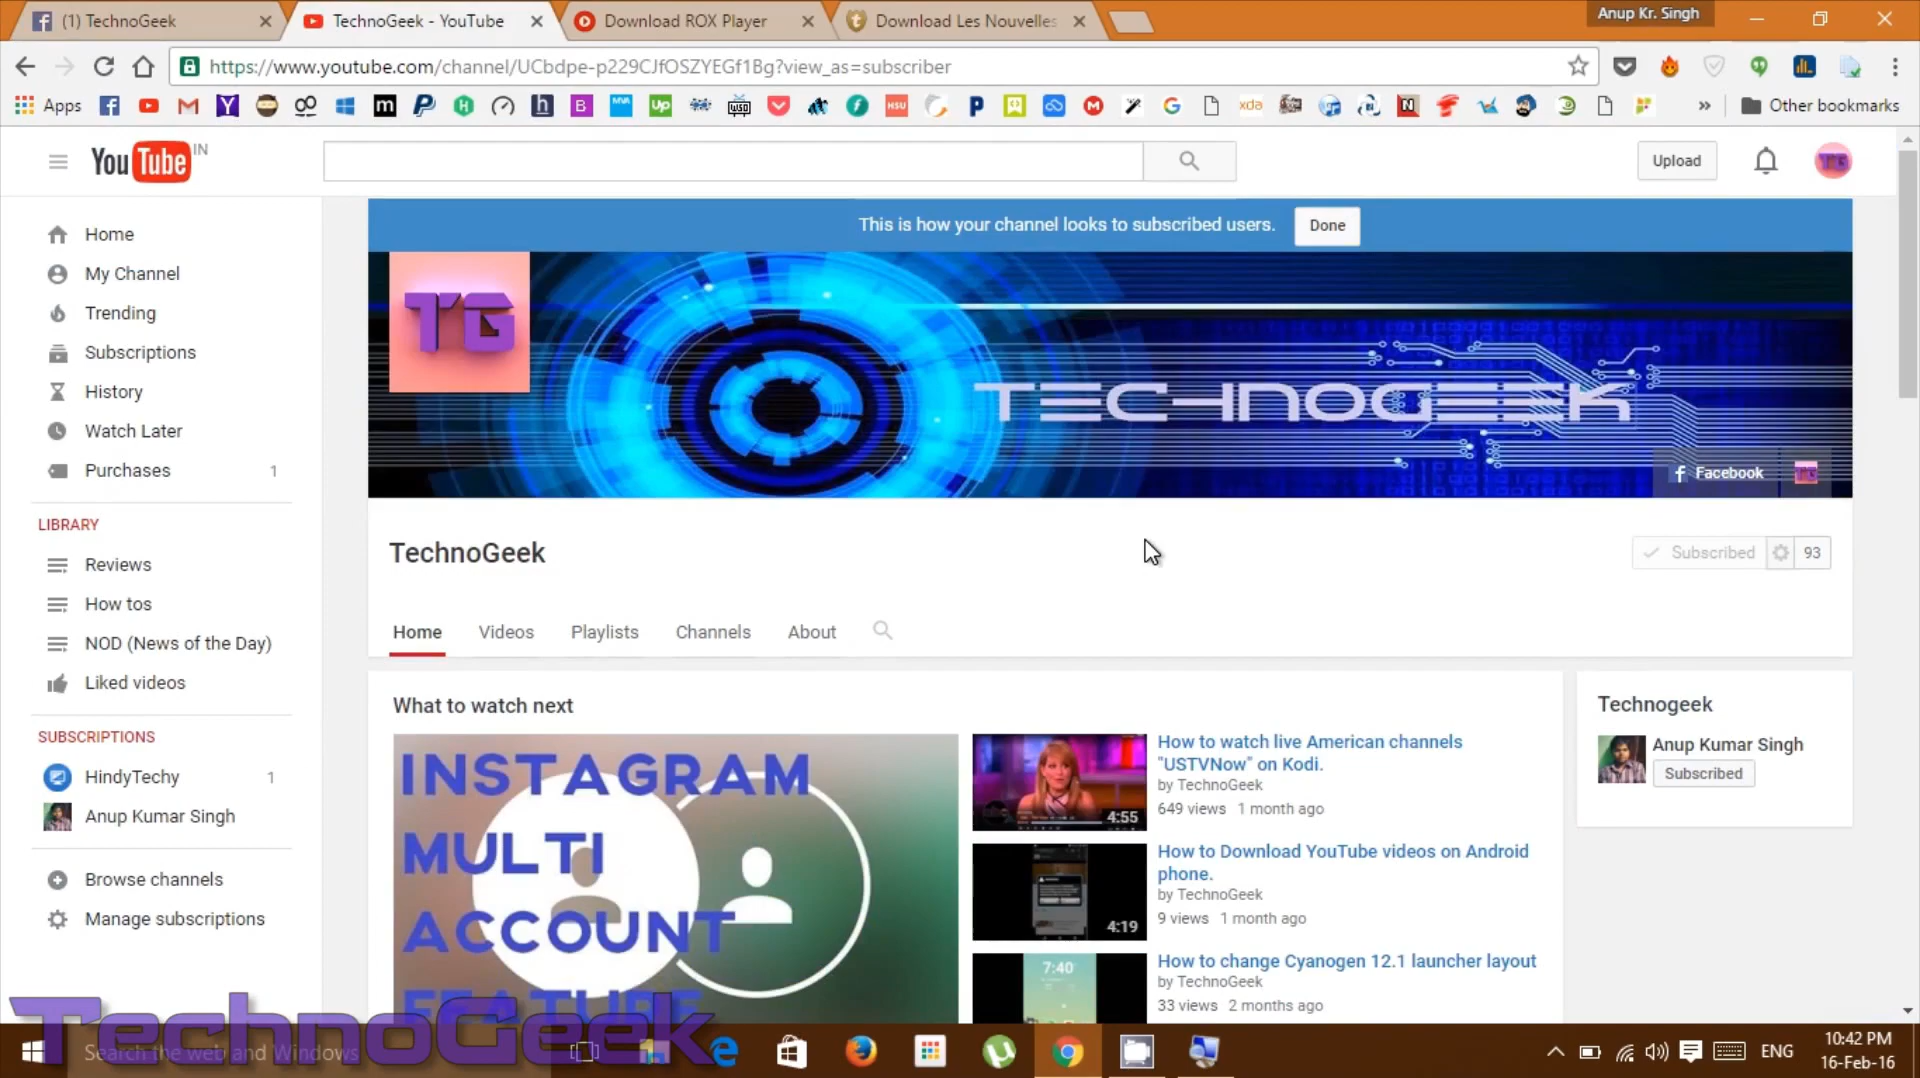 (1) TechnoGeek
TechnoGeek - YouTube
Download ROX Player
Download Les Nouvelles
Anup Kr. Singh
https://www.youtube.com/channel/UCbdpe-p229CJfOSZYEGf1Bg?view_as=subscriber
Apps
Other bookmarks
YouTube IN
Upload
TG
This is how your channel looks to subscribed users.
Done
TG
TECHNOGEEK
Facebook
Home
My Channel
Trending
Subscriptions
History
Watch Later
Purchases 1
LIBRARY
Reviews
How tos
NOD (News of the Day)
Liked videos
SUBSCRIPTIONS
HindyTechy 1
Anup Kumar Singh
Browse channels
Manage subscriptions
TechnoGeek
Subscribed 93
Home Videos Playlists Channels About
What to watch next
INSTAGRAM
MULTI
ACCOUNT
FEATURE
4:55
How to watch live American channels
"USTVNow" on Kodi.
by TechnoGeek
649 views 1 month ago
4:19
How to Download YouTube videos on Android
phone.
by TechnoGeek
9 views 1 month ago
7:40
How to change Cyanogen 12.1 launcher layout
by TechnoGeek
33 views 2 months ago
Technogeek
Anup Kumar Singh
Subscribed
TechnoGeek
Search the web and Windows
ENG
10:42 PM
16-Feb-16